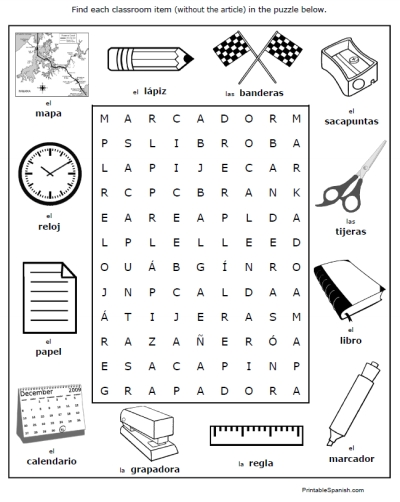 Find each classroom item (without the article) in the puzzle below.
el mapa
el lápiz
las banderas
el sacapuntas
M A R C A D O R M
P S L I B R O B A
L A P I J E C A R
R C P C B R A N K
E A R E A P L D A
L P L E L L E E D
O U Á B G Í N R O
J N P C A L D A A
Á T I J E R A S M
R A Z A Ñ E R Ó A
E S A C A P I N P
G R A P A D O R A
el reloj
las tijeras
el papel
el libro
December 2009
el calendario
la grapadora
la regla
el marcador
PrintableSpanish.com